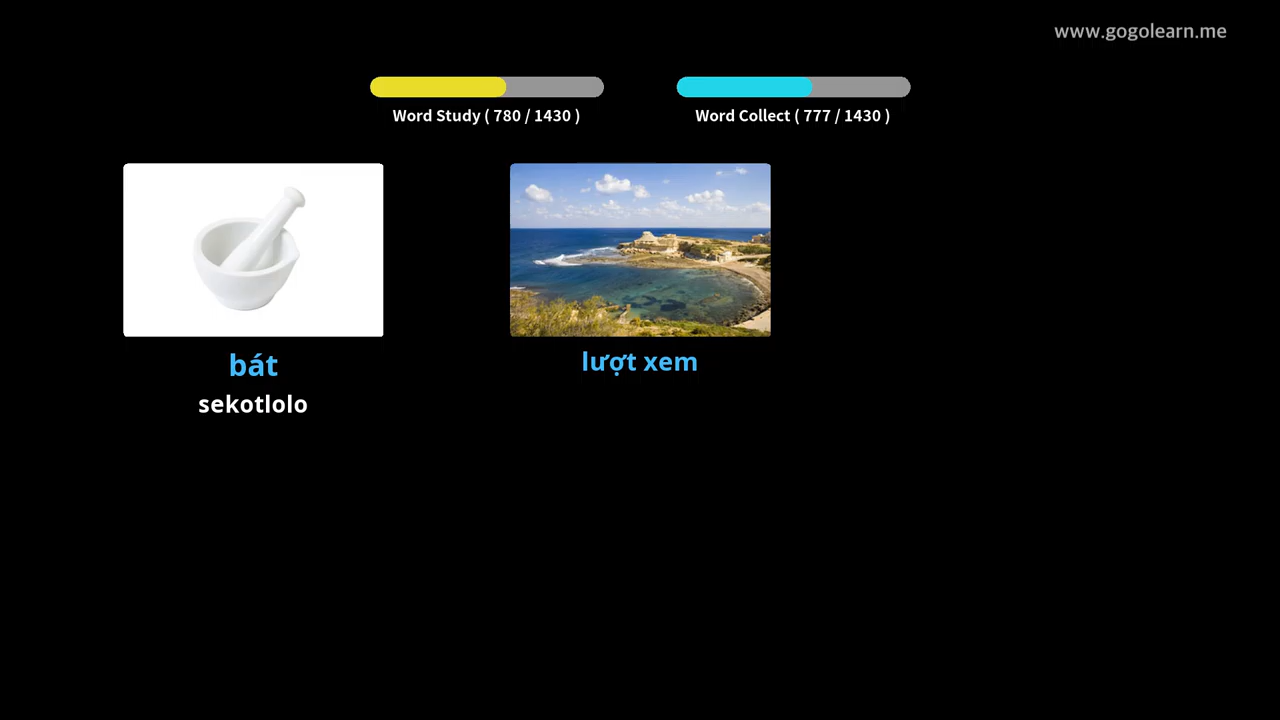 www.gogolearn.me
Word Study ( 780 / 1430 )
Word Collect ( 777 / 1430 )
bát
sekotlolo
lượt xem